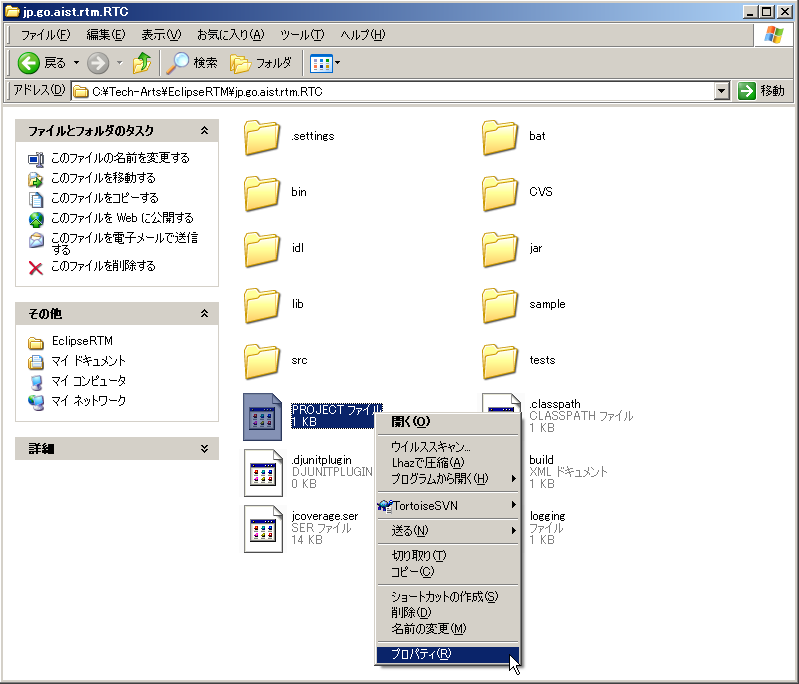 jp.go.aist.rtm.RTC
ファイル(F) 編集(E) 表示(V) お気に入り(A) ツール(T) ヘルプ(H)
戻る 検索 フォルダ
アドレス(D) C:¥Tech-Arts¥EclipseRTM¥jp.go.aist.rtm.RTC 移動
ファイルとフォルダのタスク
このファイルの名前を変更する
このファイルを移動する
このファイルをコピーする
このファイルを Web に公開する
このファイルを電子メールで送信
する
このファイルを削除する
その他
EclipseRTM
マイ ドキュメント
マイ コンピュータ
マイ ネットワーク
詳細
.settings
bat
bin
CVS
idl
jar
lib
sample
src
tests
PROJECT ファイル
1 KB
.classpath
CLASSPATH ファイル
1 KB
.djunitplugin
DJUNITPLUGIN
0 KB
build
XML ドキュメント
1 KB
jcoverage.ser
SER ファイル
14 KB
logging
ファイル
1 KB
開く(O)
ウイルススキャン...
Lhazで圧縮(A)
プログラムから開く(H)
TortoiseSVN
送る(N)
切り取り(T)
コピー(C)
ショートカットの作成(S)
削除(D)
名前の変更(M)
プロパティ(R)